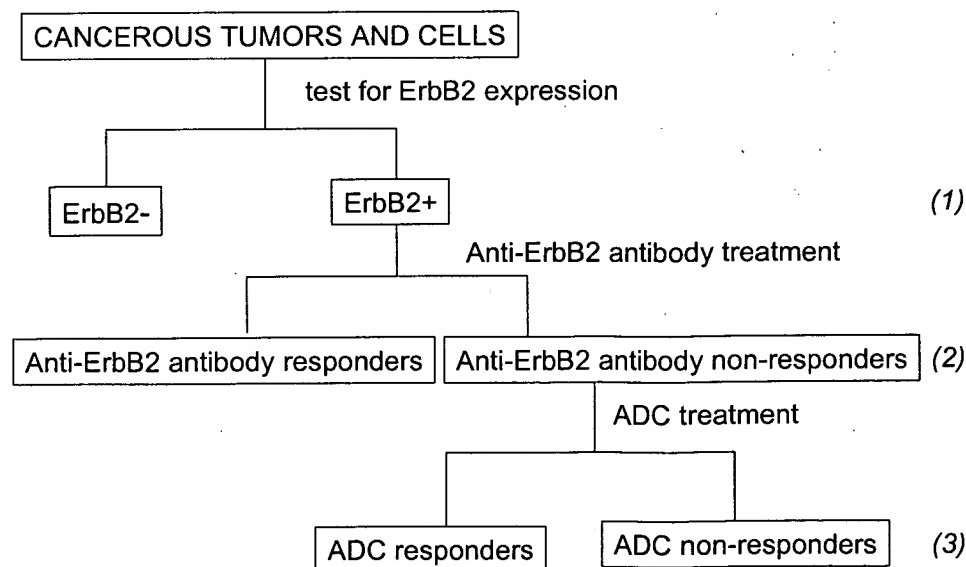 CANCEROUS TUMORS AND CELLS
test for ErbB2 expression
ErbB2-
ErbB2+
(1)
Anti-ErbB2 antibody treatment
Anti-ErbB2 antibody responders
Anti-ErbB2 antibody non-responders
(2)
ADC treatment
ADC responders
ADC non-responders
(3)